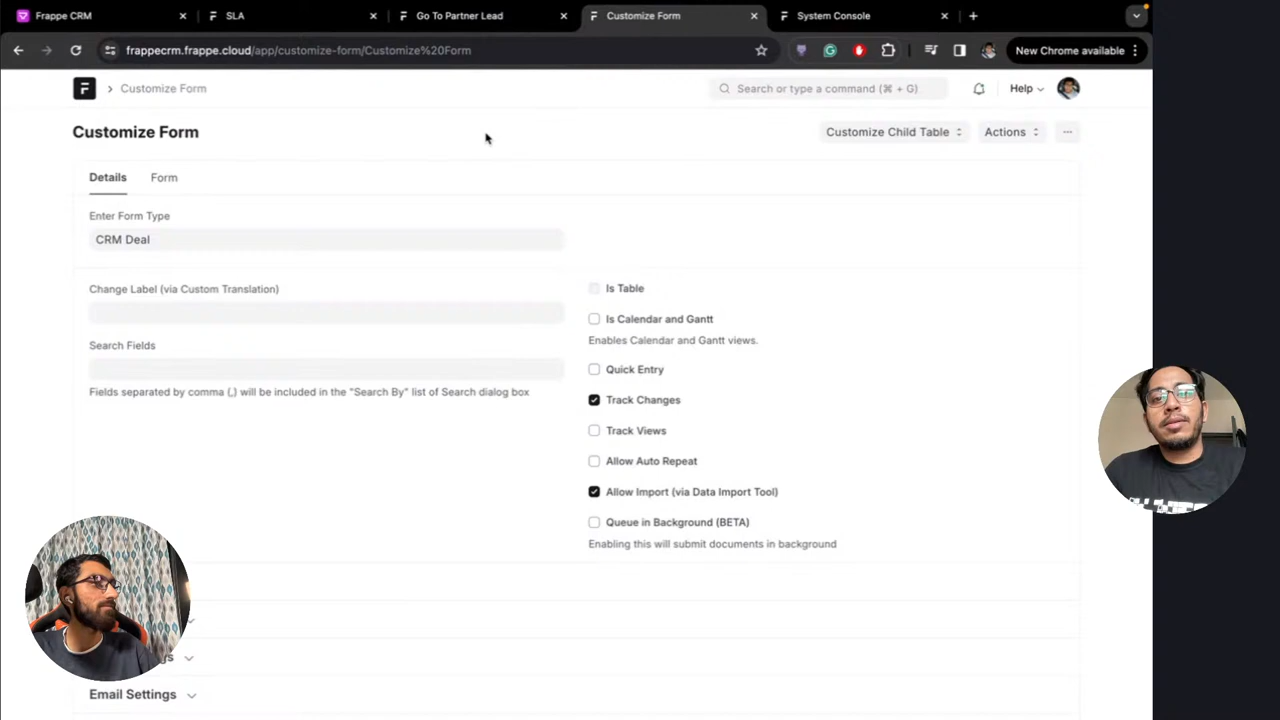 Frappe CRM
SLA
Go To Partner Lead
Customize Form
System Console
frappecrm.frappe.cloud/app/customize-form/Customize%20Form
New Chrome available
Customize Form
Search or type a command (⌘ + G)
Help
Customize Form
Customize Child Table
Actions
Details
Form
Enter Form Type
CRM Deal
Change Label (via Custom Translation)
Search Fields
Fields separated by comma (,) will be included in the "Search By" list of Search dialog box
Is Table
Is Calendar and Gantt
Enables Calendar and Gantt views.
Quick Entry
Track Changes
Track Views
Allow Auto Repeat
Allow Import (via Data Import Tool)
Queue in Background (BETA)
Enabling this will submit documents in background
Email Settings